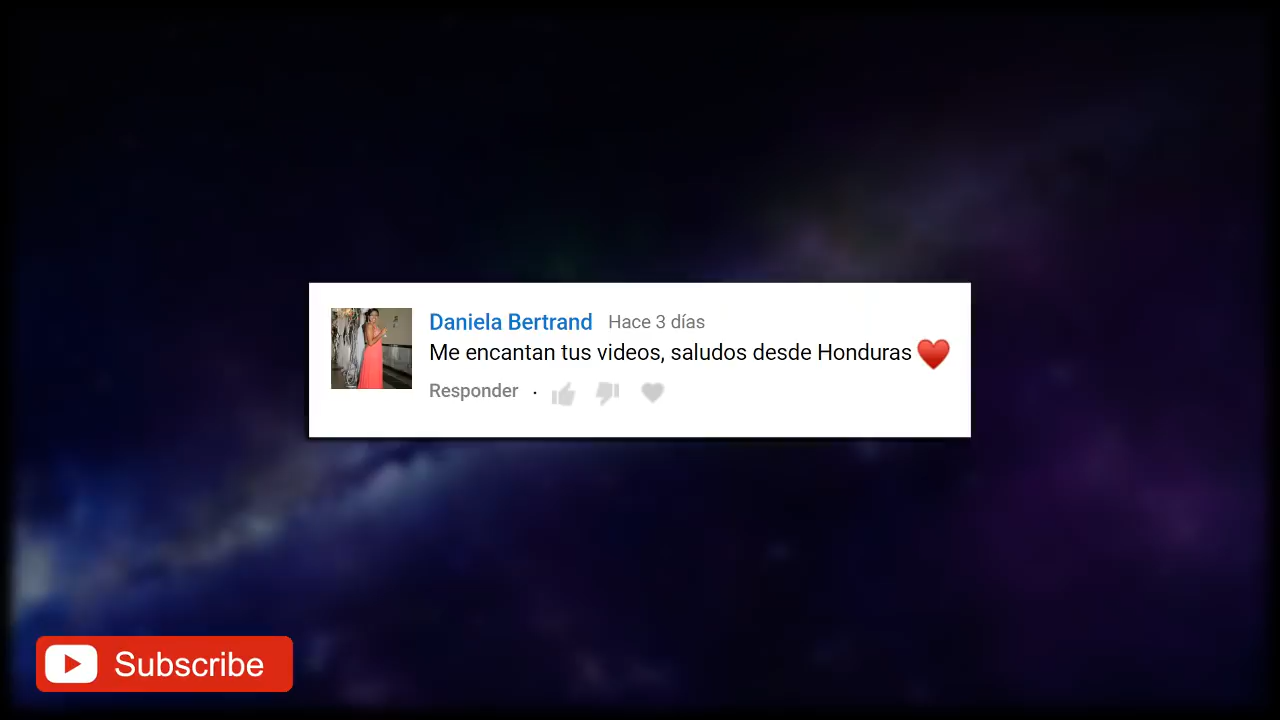 Daniela Bertrand Hace 3 días
Me encantan tus videos, saludos desde Honduras ❤️
Responder ·
Subscribe